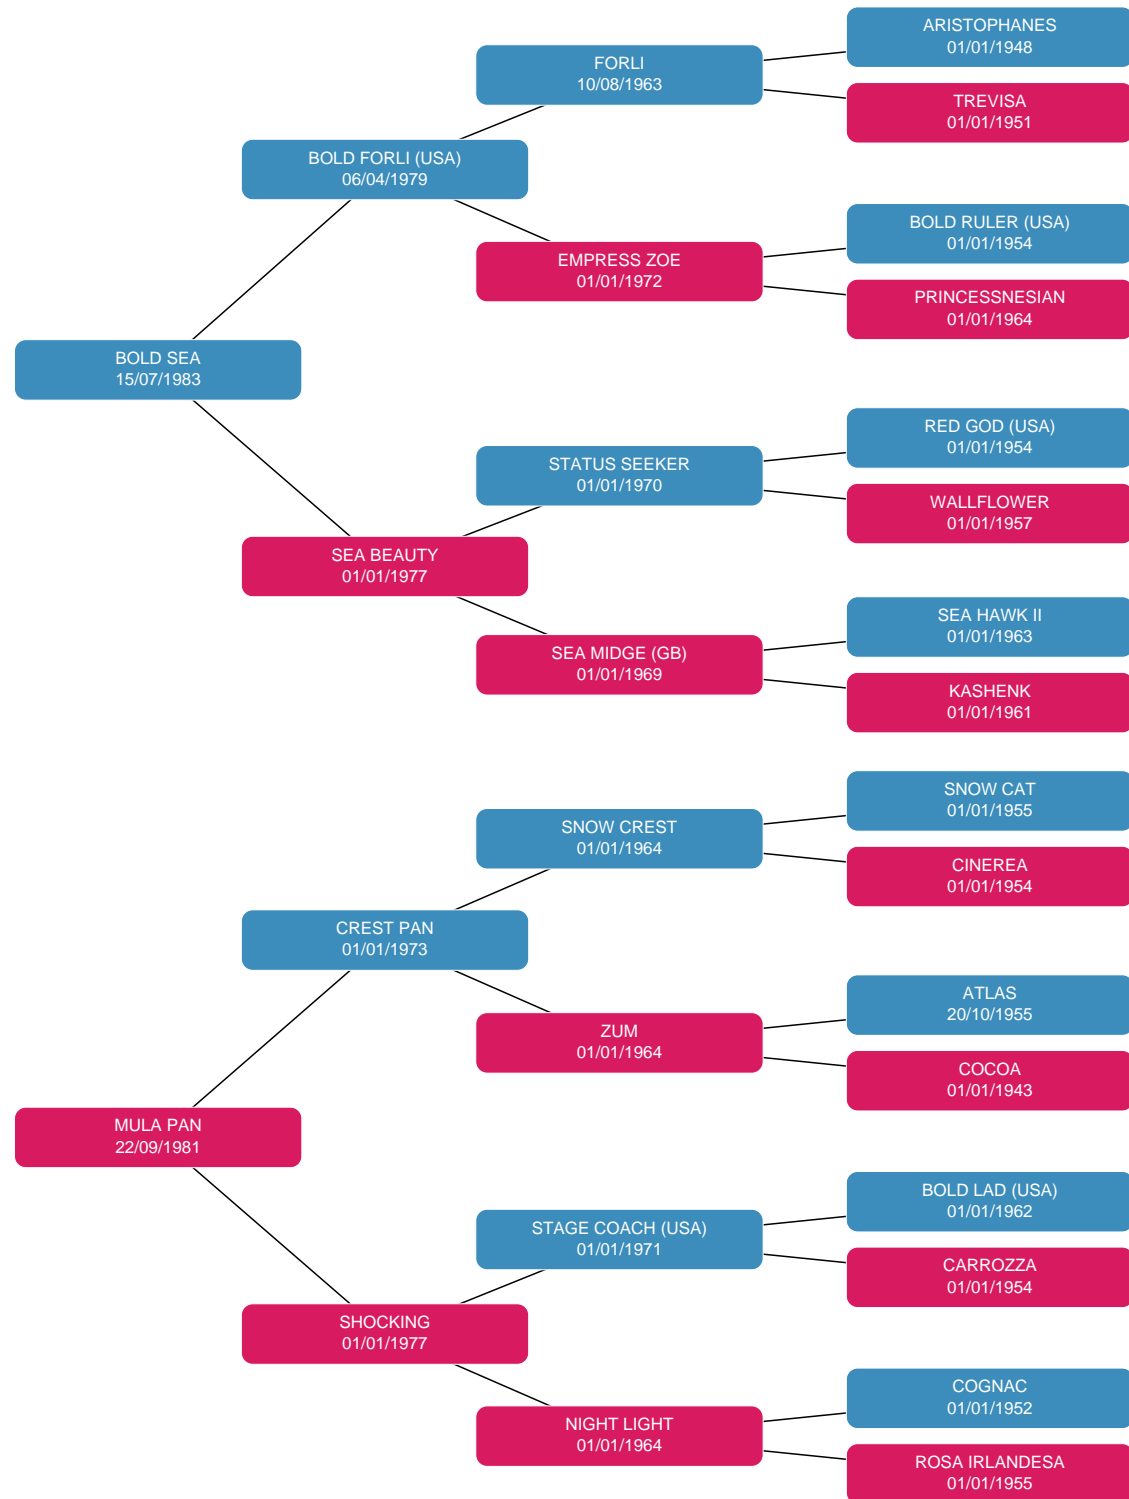 ARISTOPHANES
01/01/1948
FORLI
10/08/1963
TREVISA
01/01/1951
BOLD FORLI (USA)
06/04/1979
BOLD RULER (USA)
01/01/1954
EMPRESS ZOE
01/01/1972
PRINCESSNESIAN
01/01/1964
BOLD SEA
15/07/1983
RED GOD (USA)
01/01/1954
STATUS SEEKER
01/01/1970
WALLFLOWER
01/01/1957
SEA BEAUTY
01/01/1977
SEA HAWK II
01/01/1963
SEA MIDGE (GB)
01/01/1969
KASHENK
01/01/1961
SNOW CAT
01/01/1955
SNOW CREST
01/01/1964
CINEREA
01/01/1954
CREST PAN
01/01/1973
ATLAS
20/10/1955
ZUM
01/01/1964
COCOA
01/01/1943
MULA PAN
22/09/1981
BOLD LAD (USA)
01/01/1962
STAGE COACH (USA)
01/01/1971
CARROZZA
01/01/1954
SHOCKING
01/01/1977
COGNAC
01/01/1952
NIGHT LIGHT
01/01/1964
ROSA IRLANDESA
01/01/1955